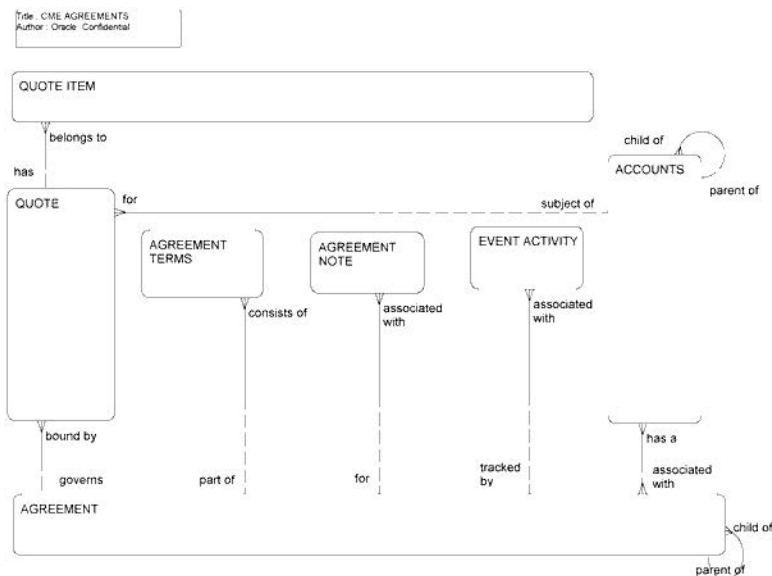 Title : CME AGREEMENTS
Author : Oracle Confidential
QUOTE ITEM
belongs to
has
child of
ACCOUNTS
parent of
QUOTE
for
subject of
AGREEMENT
TERMS
AGREEMENT
NOTE
EVENT ACTIVITY
consists of
associated
with
associated
with
bound by
has a
governs
part of
for
tracked
by
associated
with
AGREEMENT
child of
parent of